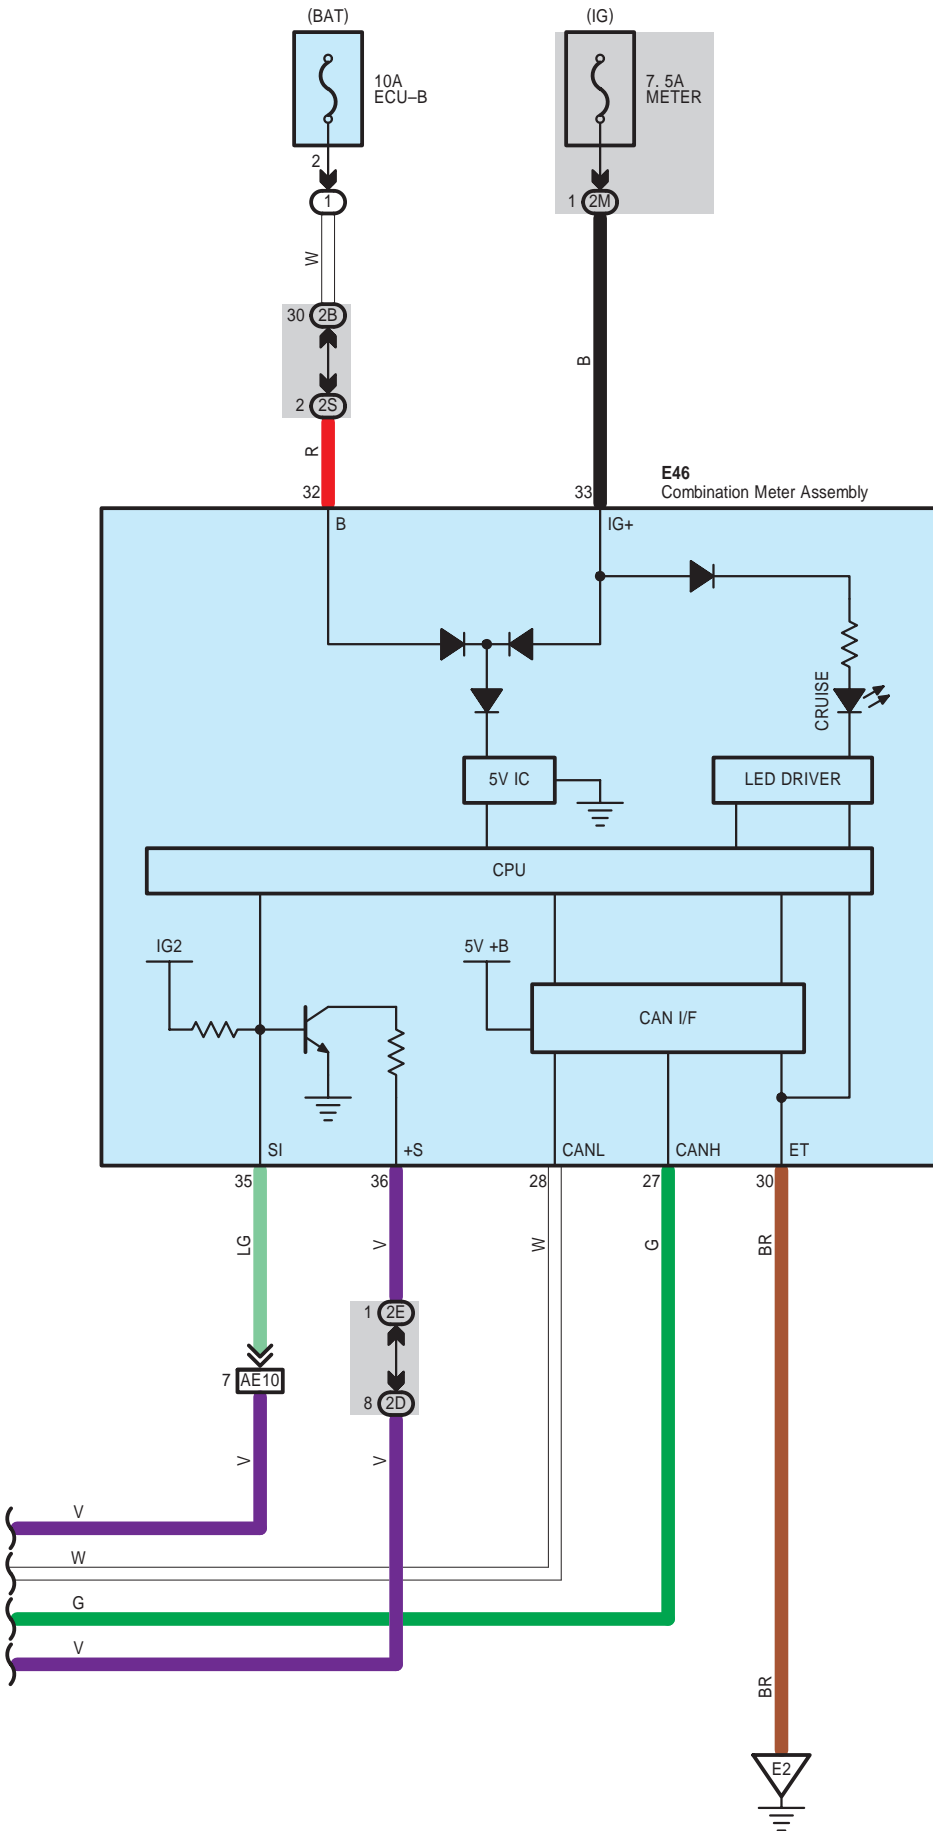 (BAT)
(IG)
10A
ECU–B
7. 5A
METER
2
1
1
2M
W
30
2B
B
2
2S
R
E46
32
33
Combination Meter Assembly
B
IG+
CRUISE
5V IC
LED DRIVER
CPU
IG2
5V +B
CAN I/F
SI
+S
CANL
CANH
ET
35
36
28
27
30
LG
V
W
G
BR
1
2E
7
AE10
8
2D
V
V
V
W
G
V
BR
E2